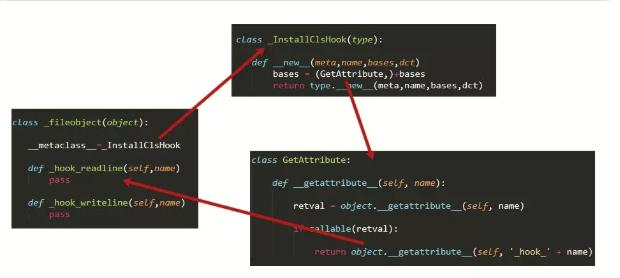 class _InstallClsHook(type):
def __new__(meta,name,bases,dct)
bases = (GetAttribute,)+bases
return type.__new__(meta,name,bases,dct)
class _fileobject(object):
__metaclass__=_InstallClsHook
def _hook_readline(self,name)
pass
def _hook_writeline(self,name)
pass
class GetAttribute:
def __getattribute__(self, name):
retval = object.__getattribute__(self, name)
if callable(retval):
return object.__getattribute__(self, '_hook_' + name)